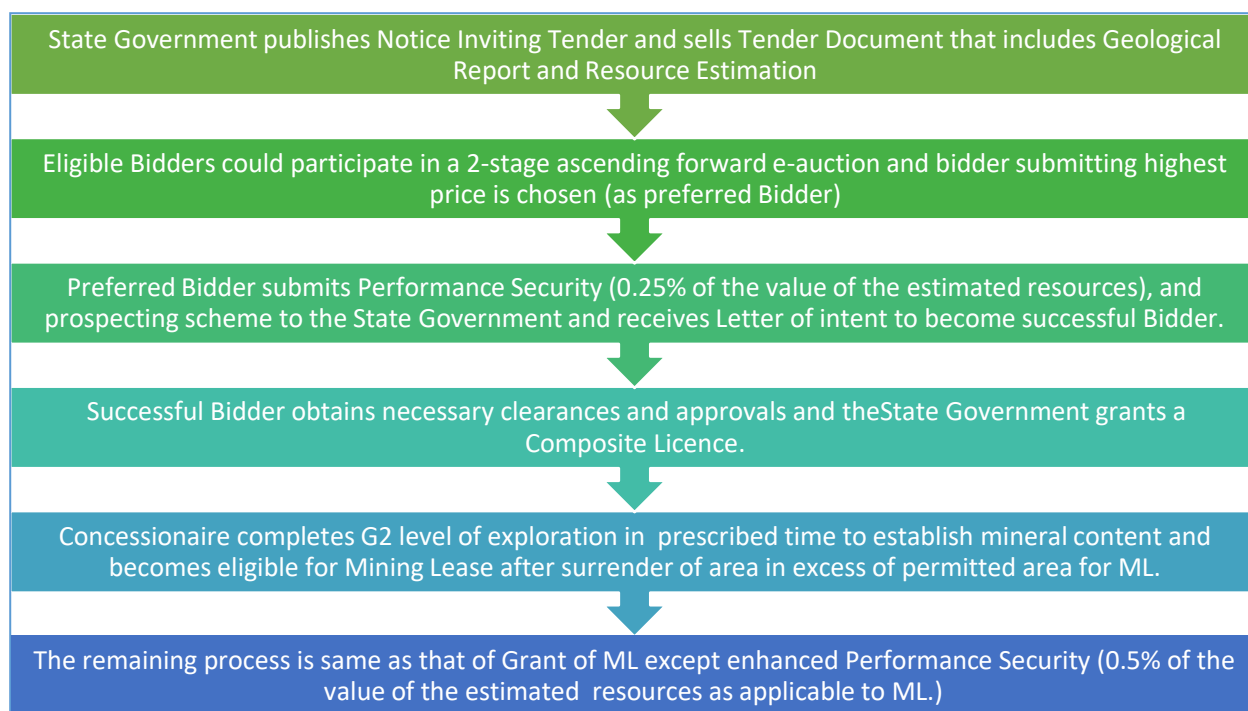 State Government publishes Notice Inviting Tender and sells Tender Document that includes Geological
Report and Resource Estimation
Eligible Bidders could participate in a 2-stage ascending forward e-auction and bidder submitting highest
price is chosen (as preferred Bidder)
Preferred Bidder submits Performance Security (0.25% of the value of the estimated resources), and
prospecting scheme to the State Government and receives Letter of intent to become successful Bidder.
Successful Bidder obtains necessary clearances and approvals and theState Government grants a
Composite Licence.
Concessionaire completes G2 level of exploration in prescribed time to establish mineral content and
becomes eligible for Mining Lease after surrender of area in excess of permitted area for ML.
The remaining process is same as that of Grant of ML except enhanced Performance Security (0.5% of the
value of the estimated resources as applicable to ML.)